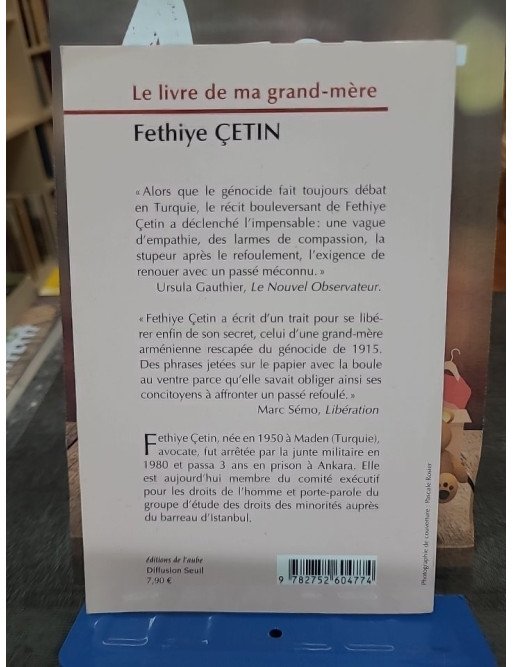 Le livre de ma grand-mère
Fethiye ÇETIN
« Alors que le génocide fait toujours débat
en Turquie, le récit bouleversant de Fethiye
Çetin a déclenché l'impensable : une vague
d'empathie, des larmes de compassion, la
stupeur après le refoulement, l'exigence de
renouer avec un passé méconnu. »
Ursula Gauthier, Le Nouvel Observateur.
« Fethiye Çetin a écrit d'un trait pour se libé-
rer enfin de son secret, celui d'une grand-mère
arménienne rescapée du génocide de 1915.
Des phrases jetées sur le papier avec la boule
au ventre parce qu'elle savait obliger ainsi ses
concitoyens à affronter un passé refoulé. »
Marc Sémo, Libération
Fethiye Çetin, née en 1950 à Maden (Turquie),
avocate, fut arrêtée par la junte militaire en
1980 et passa 3 ans en prison à Ankara. Elle
est aujourd'hui membre du comité exécutif
pour les droits de l'homme et porte-parole du
groupe d'étude des droits des minorités auprès
du barreau d'Istanbul.
éditions de l'aube
Diffusion Seuil
7,90 €
9 782752 604774
Photographie de couverture : Pascale Rouier